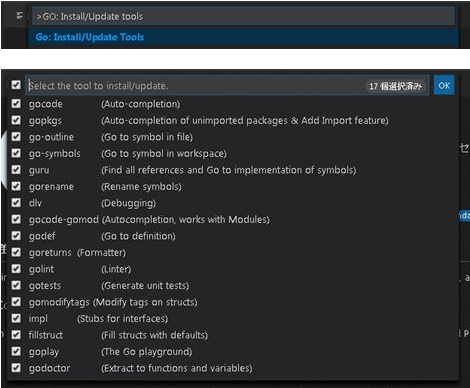 >GO: Install/Update tools
Go: Install/Update Tools
Select the tool to install/update. 17 個選択済み OK
gocode (Auto-completion)
gopkgs (Auto-completion of unimported packages & Add Import feature)
go-outline (Go to symbol in file)
go-symbols (Go to symbol in workspace)
guru (Find all references and Go to implementation of symbols)
gorename (Rename symbols)
dlv (Debugging)
gocode-gomod (Autocompletion, works with Modules)
godef (Go to definition)
goreturns (Formatter)
golint (Linter)
gotests (Generate unit tests)
gomodifytags (Modify tags on structs)
impl (Stubs for interfaces)
fillstruct (Fill structs with defaults)
goplay (The Go playground)
godoctor (Extract to functions and variables)